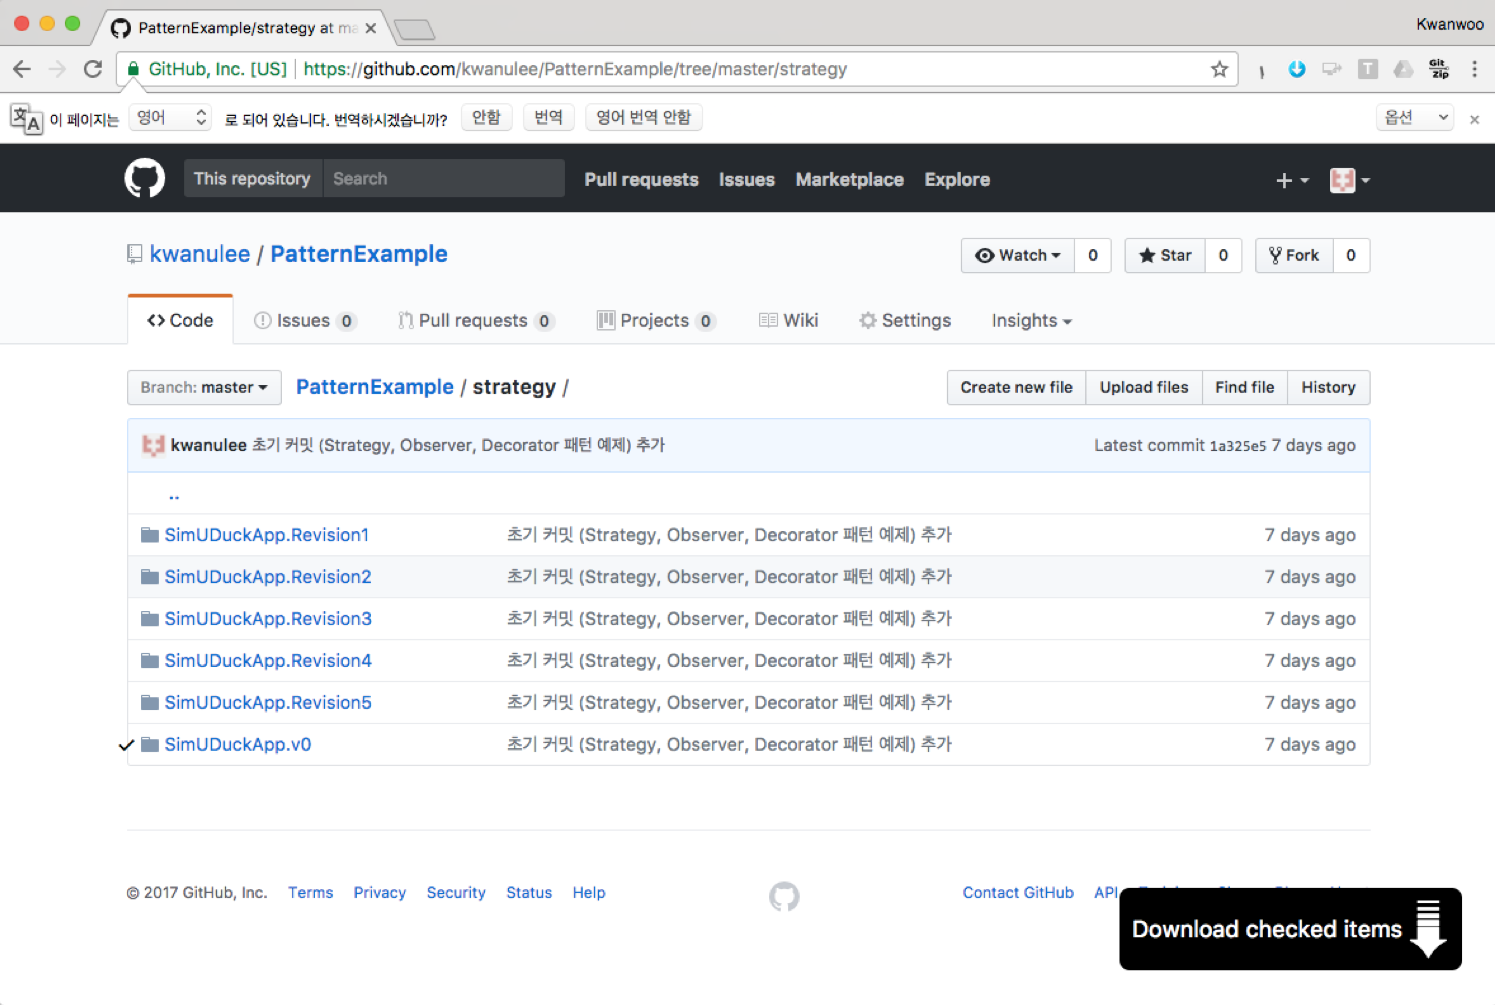 PatternExample/strategy at ma
Kwanwoo
GitHub, Inc. [US] https://github.com/kwanulee/PatternExample/tree/master/strategy
T
Git Zip
이 페이지는 영어 로 되어 있습니다. 번역하시겠습니까? 안함 번역 영어 번역 안함 옵션
This repository Search Pull requests Issues Marketplace Explore
kwanulee / PatternExample Watch 0 Star 0 Fork 0
Code Issues 0 Pull requests 0 Projects 0 Wiki Settings Insights
Branch: master PatternExample / strategy / Create new file Upload files Find file History
kwanulee 초기 커밋 (Strategy, Observer, Decorator 패턴 예제) 추가 Latest commit 1a325e5 7 days ago
..
SimUDuckApp.Revision1 초기 커밋 (Strategy, Observer, Decorator 패턴 예제) 추가 7 days ago
SimUDuckApp.Revision2 초기 커밋 (Strategy, Observer, Decorator 패턴 예제) 추가 7 days ago
SimUDuckApp.Revision3 초기 커밋 (Strategy, Observer, Decorator 패턴 예제) 추가 7 days ago
SimUDuckApp.Revision4 초기 커밋 (Strategy, Observer, Decorator 패턴 예제) 추가 7 days ago
SimUDuckApp.Revision5 초기 커밋 (Strategy, Observer, Decorator 패턴 예제) 추가 7 days ago
SimUDuckApp.v0 초기 커밋 (Strategy, Observer, Decorator 패턴 예제) 추가 7 days ago
© 2017 GitHub, Inc. Terms Privacy Security Status Help Contact GitHub API
Download checked items